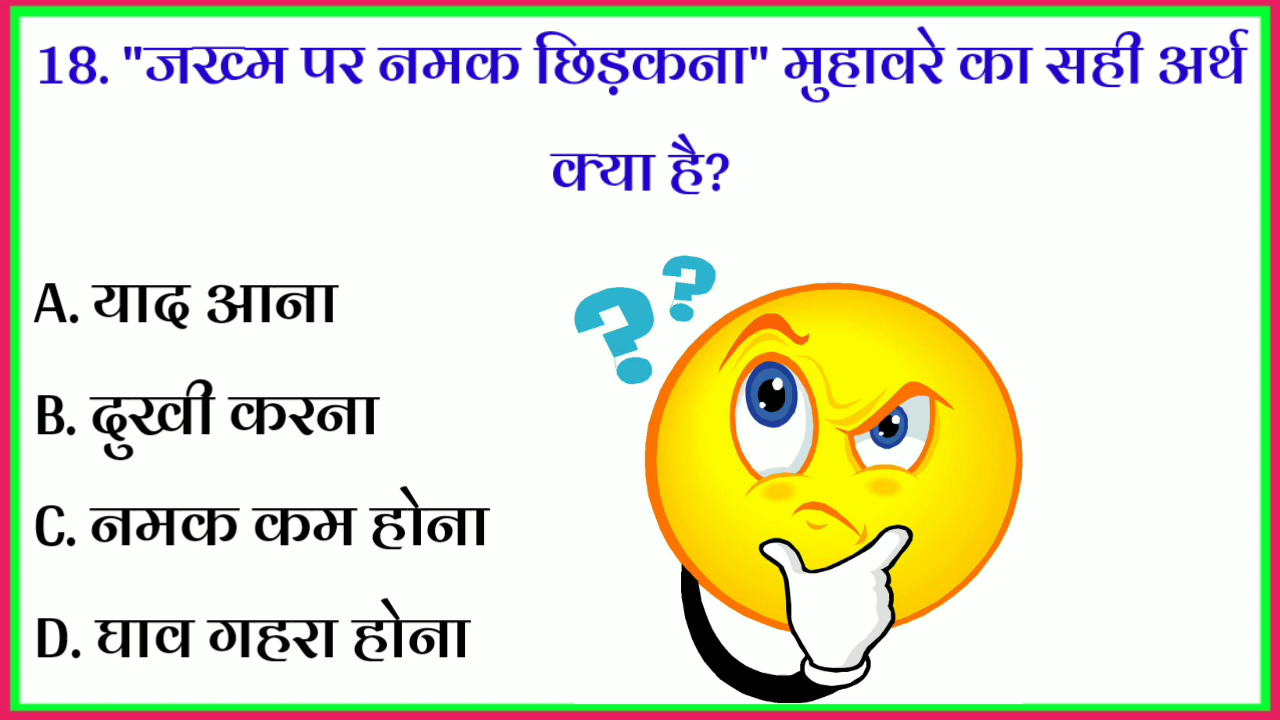 18. "जख्म पर नमक छिड़कना" मुहावरे का सही अर्थ
क्या है?
A. याद आना
B. दुखी करना
C. नमक कम होना
D. घाव गहरा होना
??